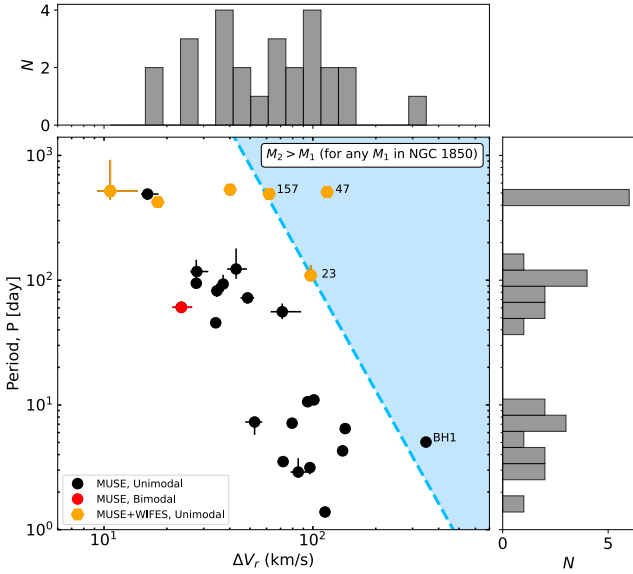 4
2
0
N
10³
10²
10¹
10⁰
Period, P [day]
M₂ > M₁ (for any M₁ in NGC 1850)
157
47
23
BH1
MUSE, Unimodal
MUSE, Bimodal
MUSE+WIFES, Unimodal
10¹
10²
ΔVᵣ (km/s)
0
5
N